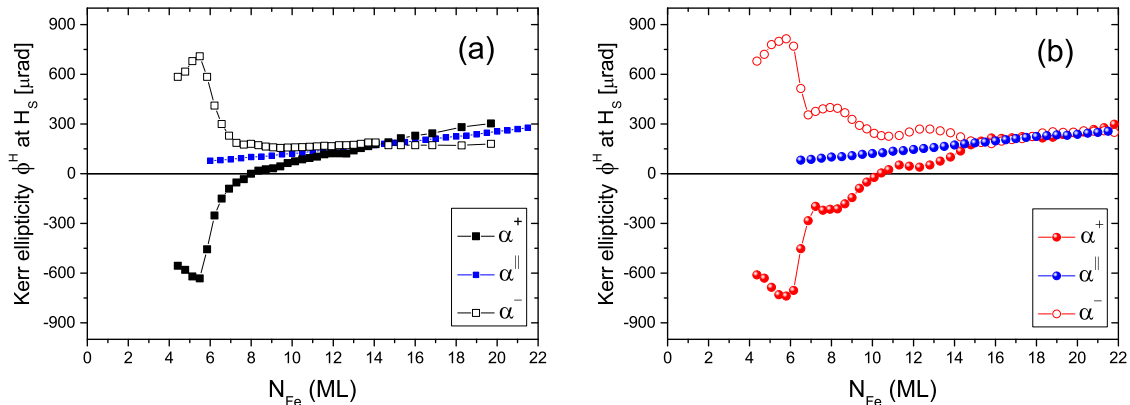 (a)
Kerr ellipticity ϕ^H at H_S [μrad]
900
600
300
0
-300
-600
-900
α^+
α^||
α^-
0 2 4 6 8 10 12 14 16 18 20 22
N_Fe (ML)
(b)
Kerr ellipticity ϕ^H at H_S [μrad]
900
600
300
0
-300
-600
-900
α^+
α^||
α^-
0 2 4 6 8 10 12 14 16 18 20 22
N_Fe (ML)